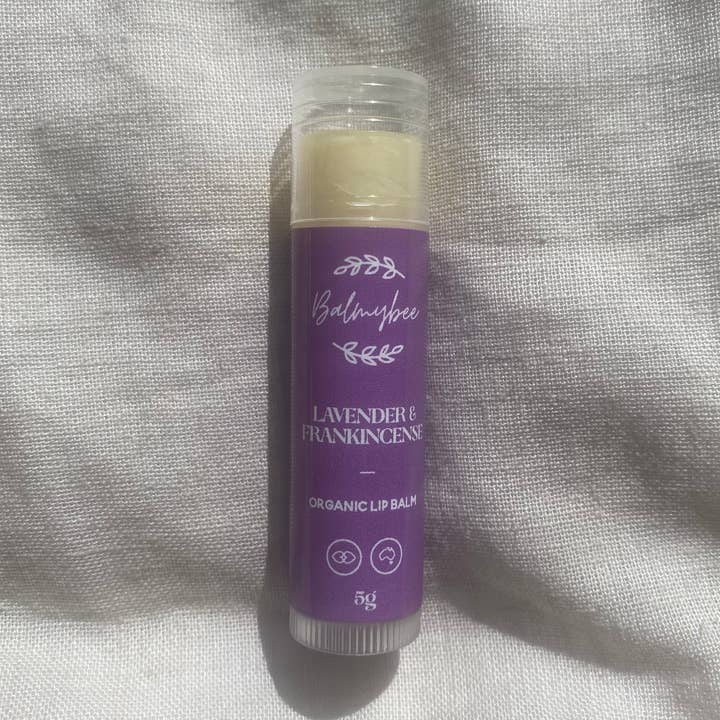 Balmybee
LAVENDER &
FRANKINCENSE
ORGANIC LIP BALM
5g